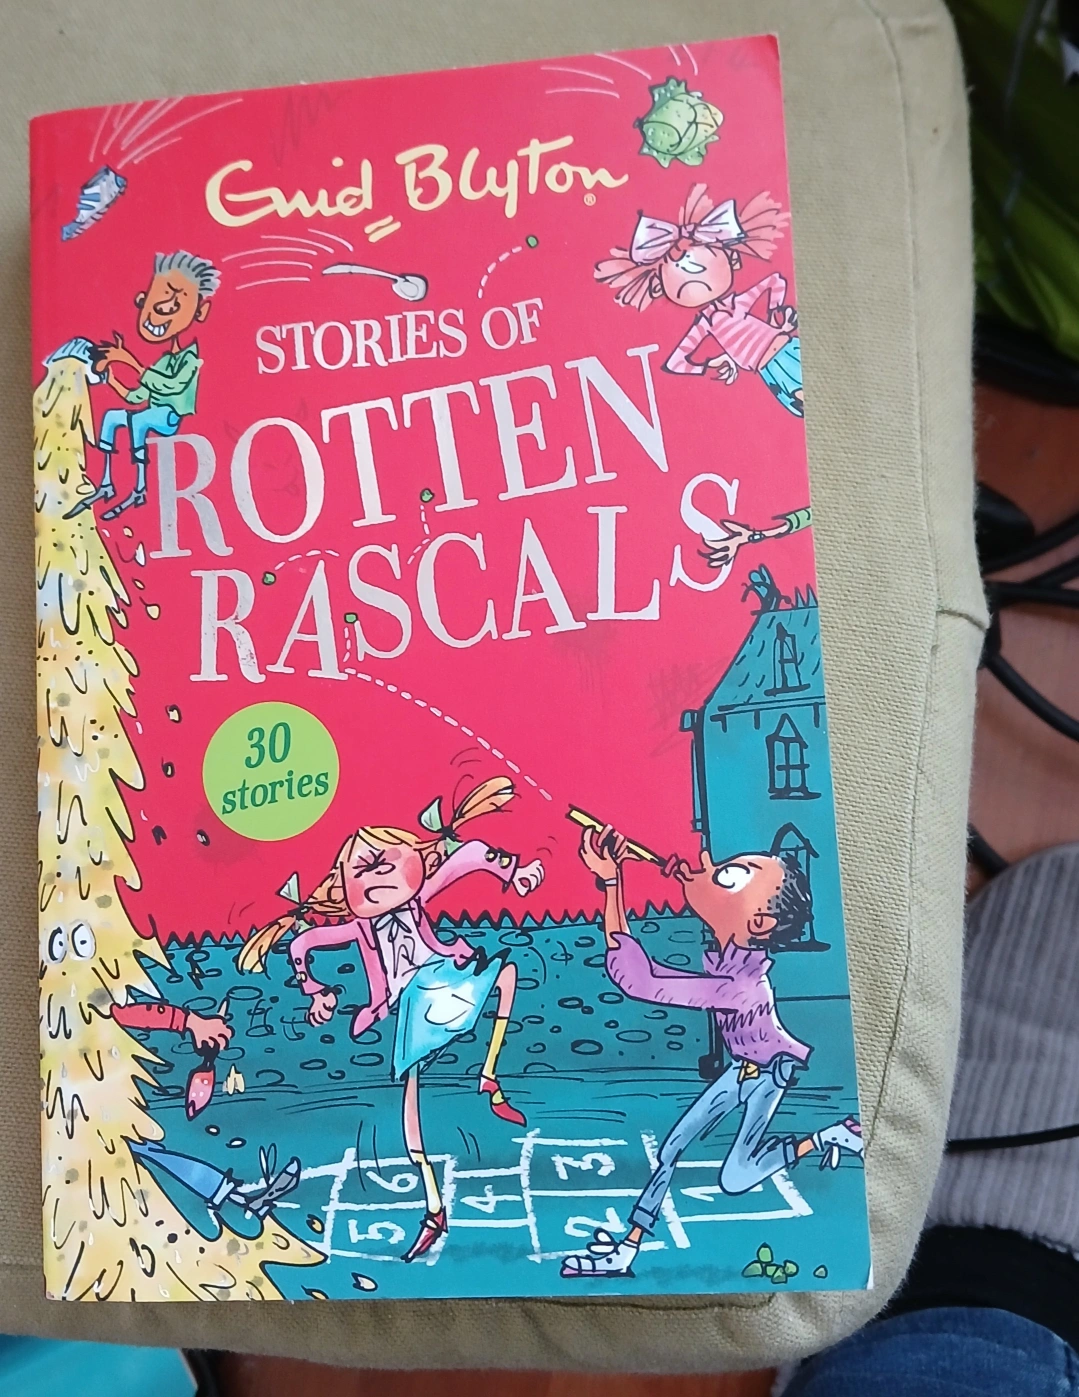 Enid Blyton®
STORIES OF
ROTTEN
RASCALS
30
stories
6 3
5 4 2 1